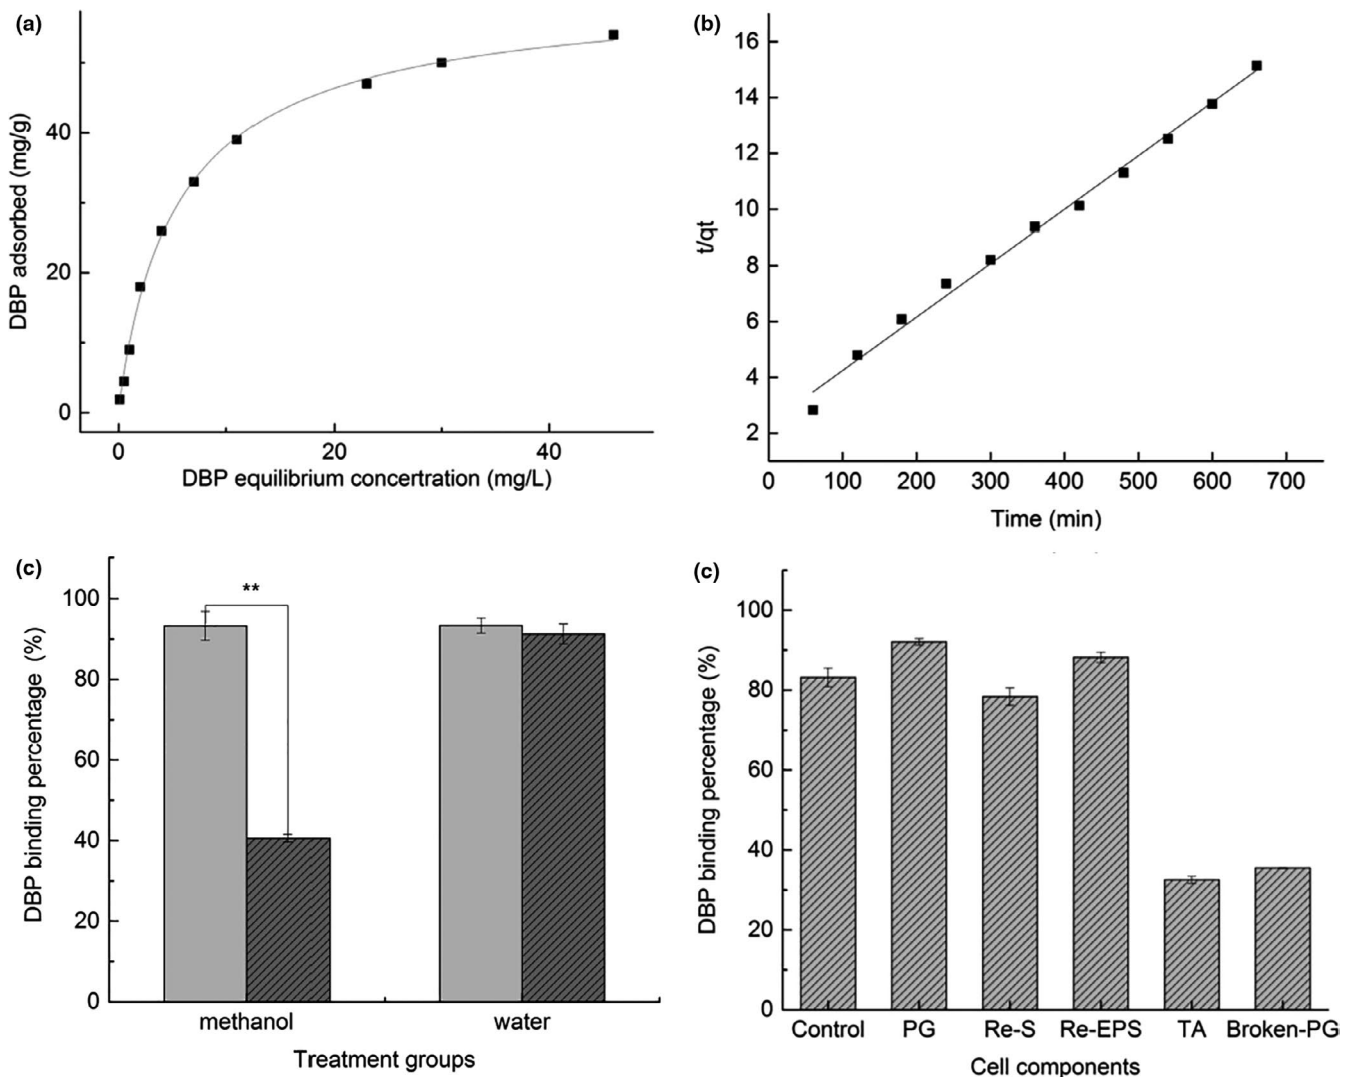 (a)
DBP adsorbed (mg/g)
40
20
0
0 20 40
DBP equilibrium concertration (mg/L)
(b)
t/qt
16
14
12
10
8
6
4
2
0 100 200 300 400 500 600 700
Time (min)
(c)
DBP binding percentage (%)
100
80
60
40
20
0
**
methanol water
Treatment groups
(c)
DBP binding percentage (%)
100
80
60
40
20
0
Control PG Re-S Re-EPS TA Broken-PG
Cell components